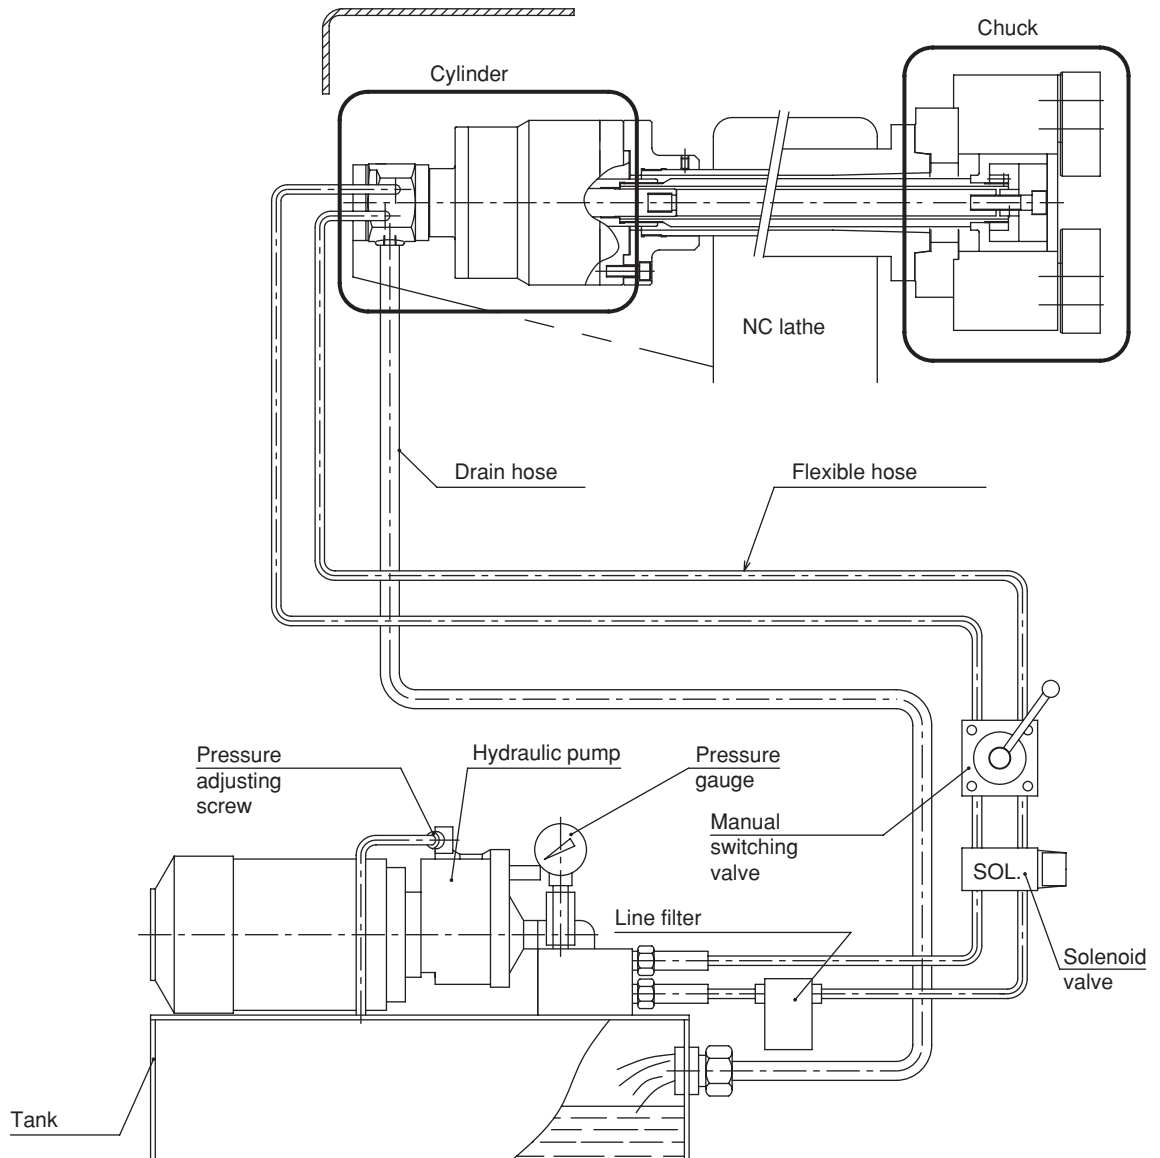 Chuck
Cylinder
NC lathe
Drain hose
Flexible hose
Pressure
adjusting
screw
Hydraulic pump
Pressure
gauge
Manual
switching
valve
SOL.
Line filter
Solenoid
valve
Tank